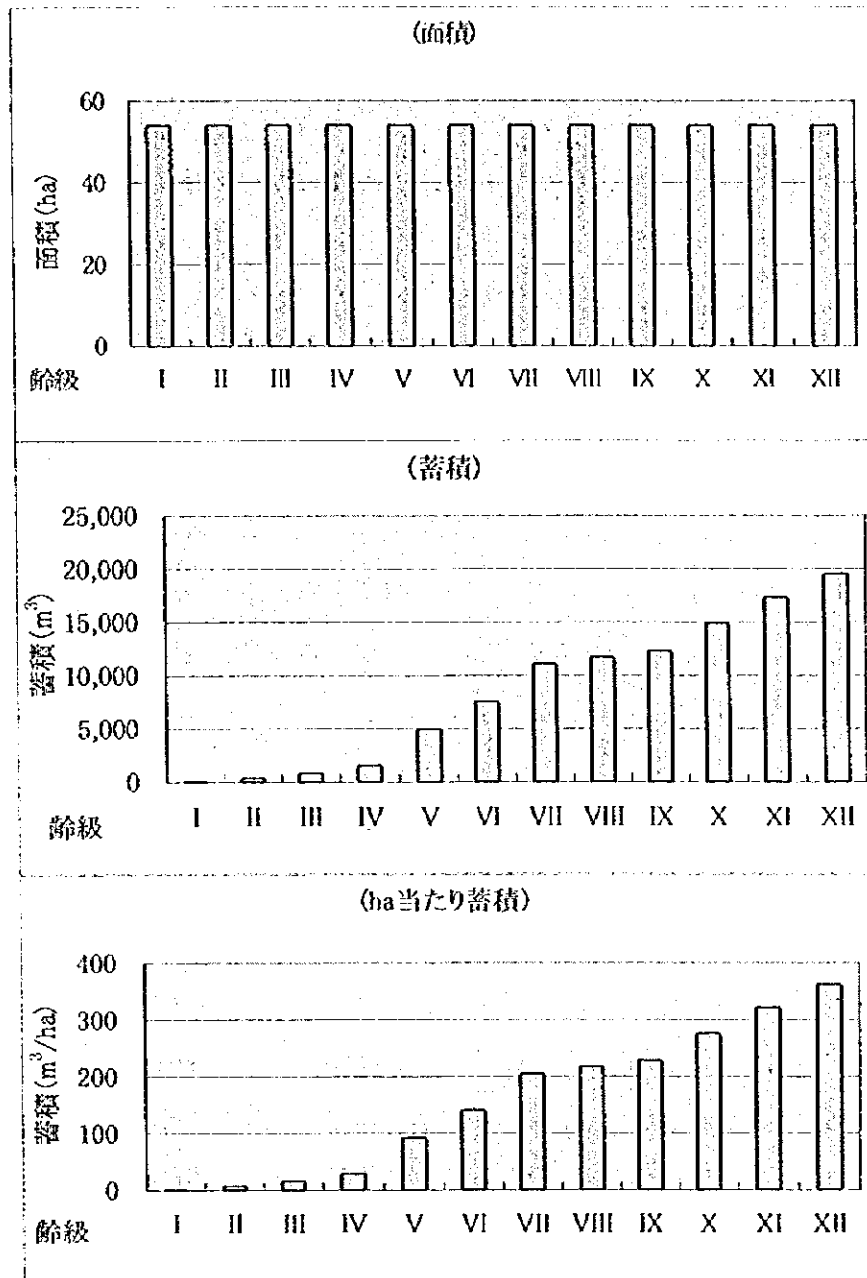 (面積)
60
40
20
0
面積(ha)
齢級 I II III IV V VI VII VIII IX X XI XII
(蓄積)
25,000
20,000
15,000
10,000
5,000
0
蓄積(m³)
齢級 I II III IV V VI VII VIII IX X XI XII
(ha当たり蓄積)
400
300
200
100
0
蓄積(m³/ha)
齢級 I II III IV V VI VII VIII IX X XI XII